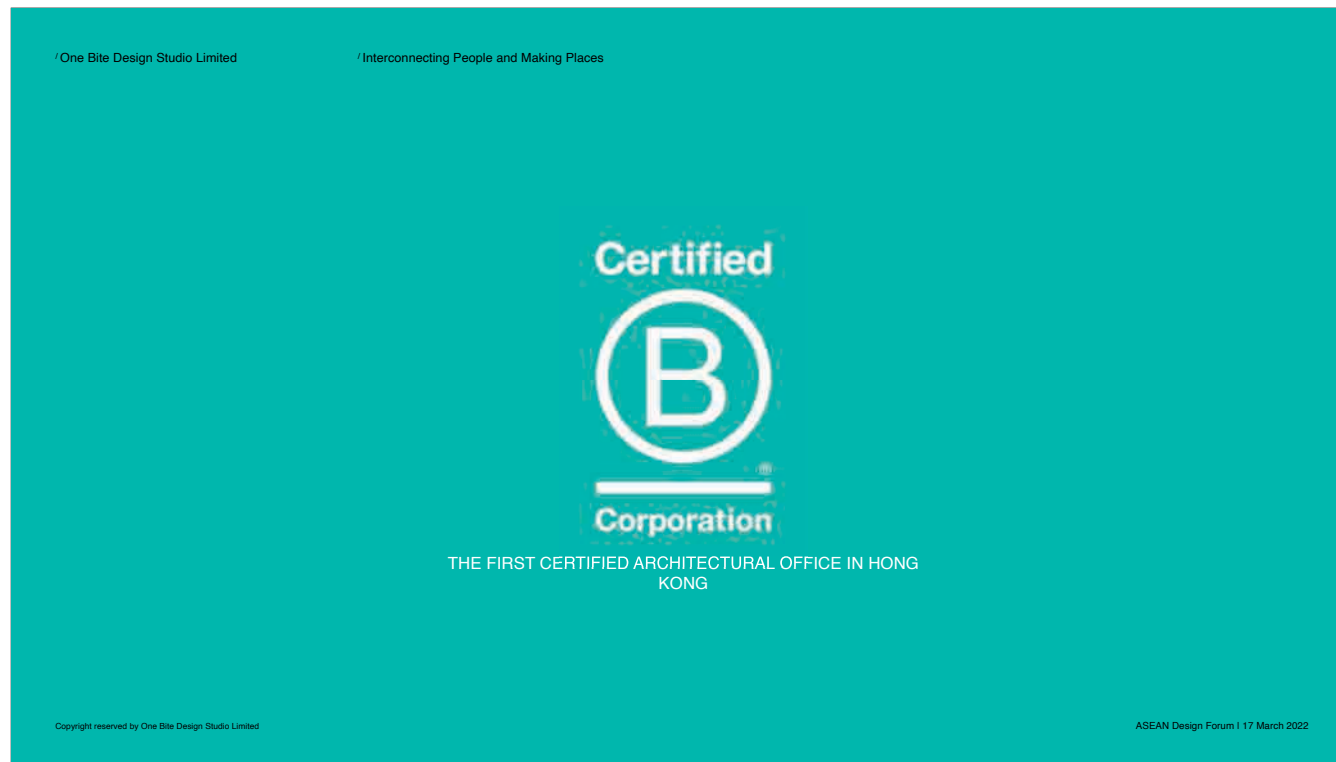 / One Bite Design Studio Limited
/ Interconnecting People and Making Places
Certified
B
®
Corporation
THE FIRST CERTIFIED ARCHITECTURAL OFFICE IN HONG
KONG
Copyright reserved by One Bite Design Studio Limited
ASEAN Design Forum I 17 March 2022